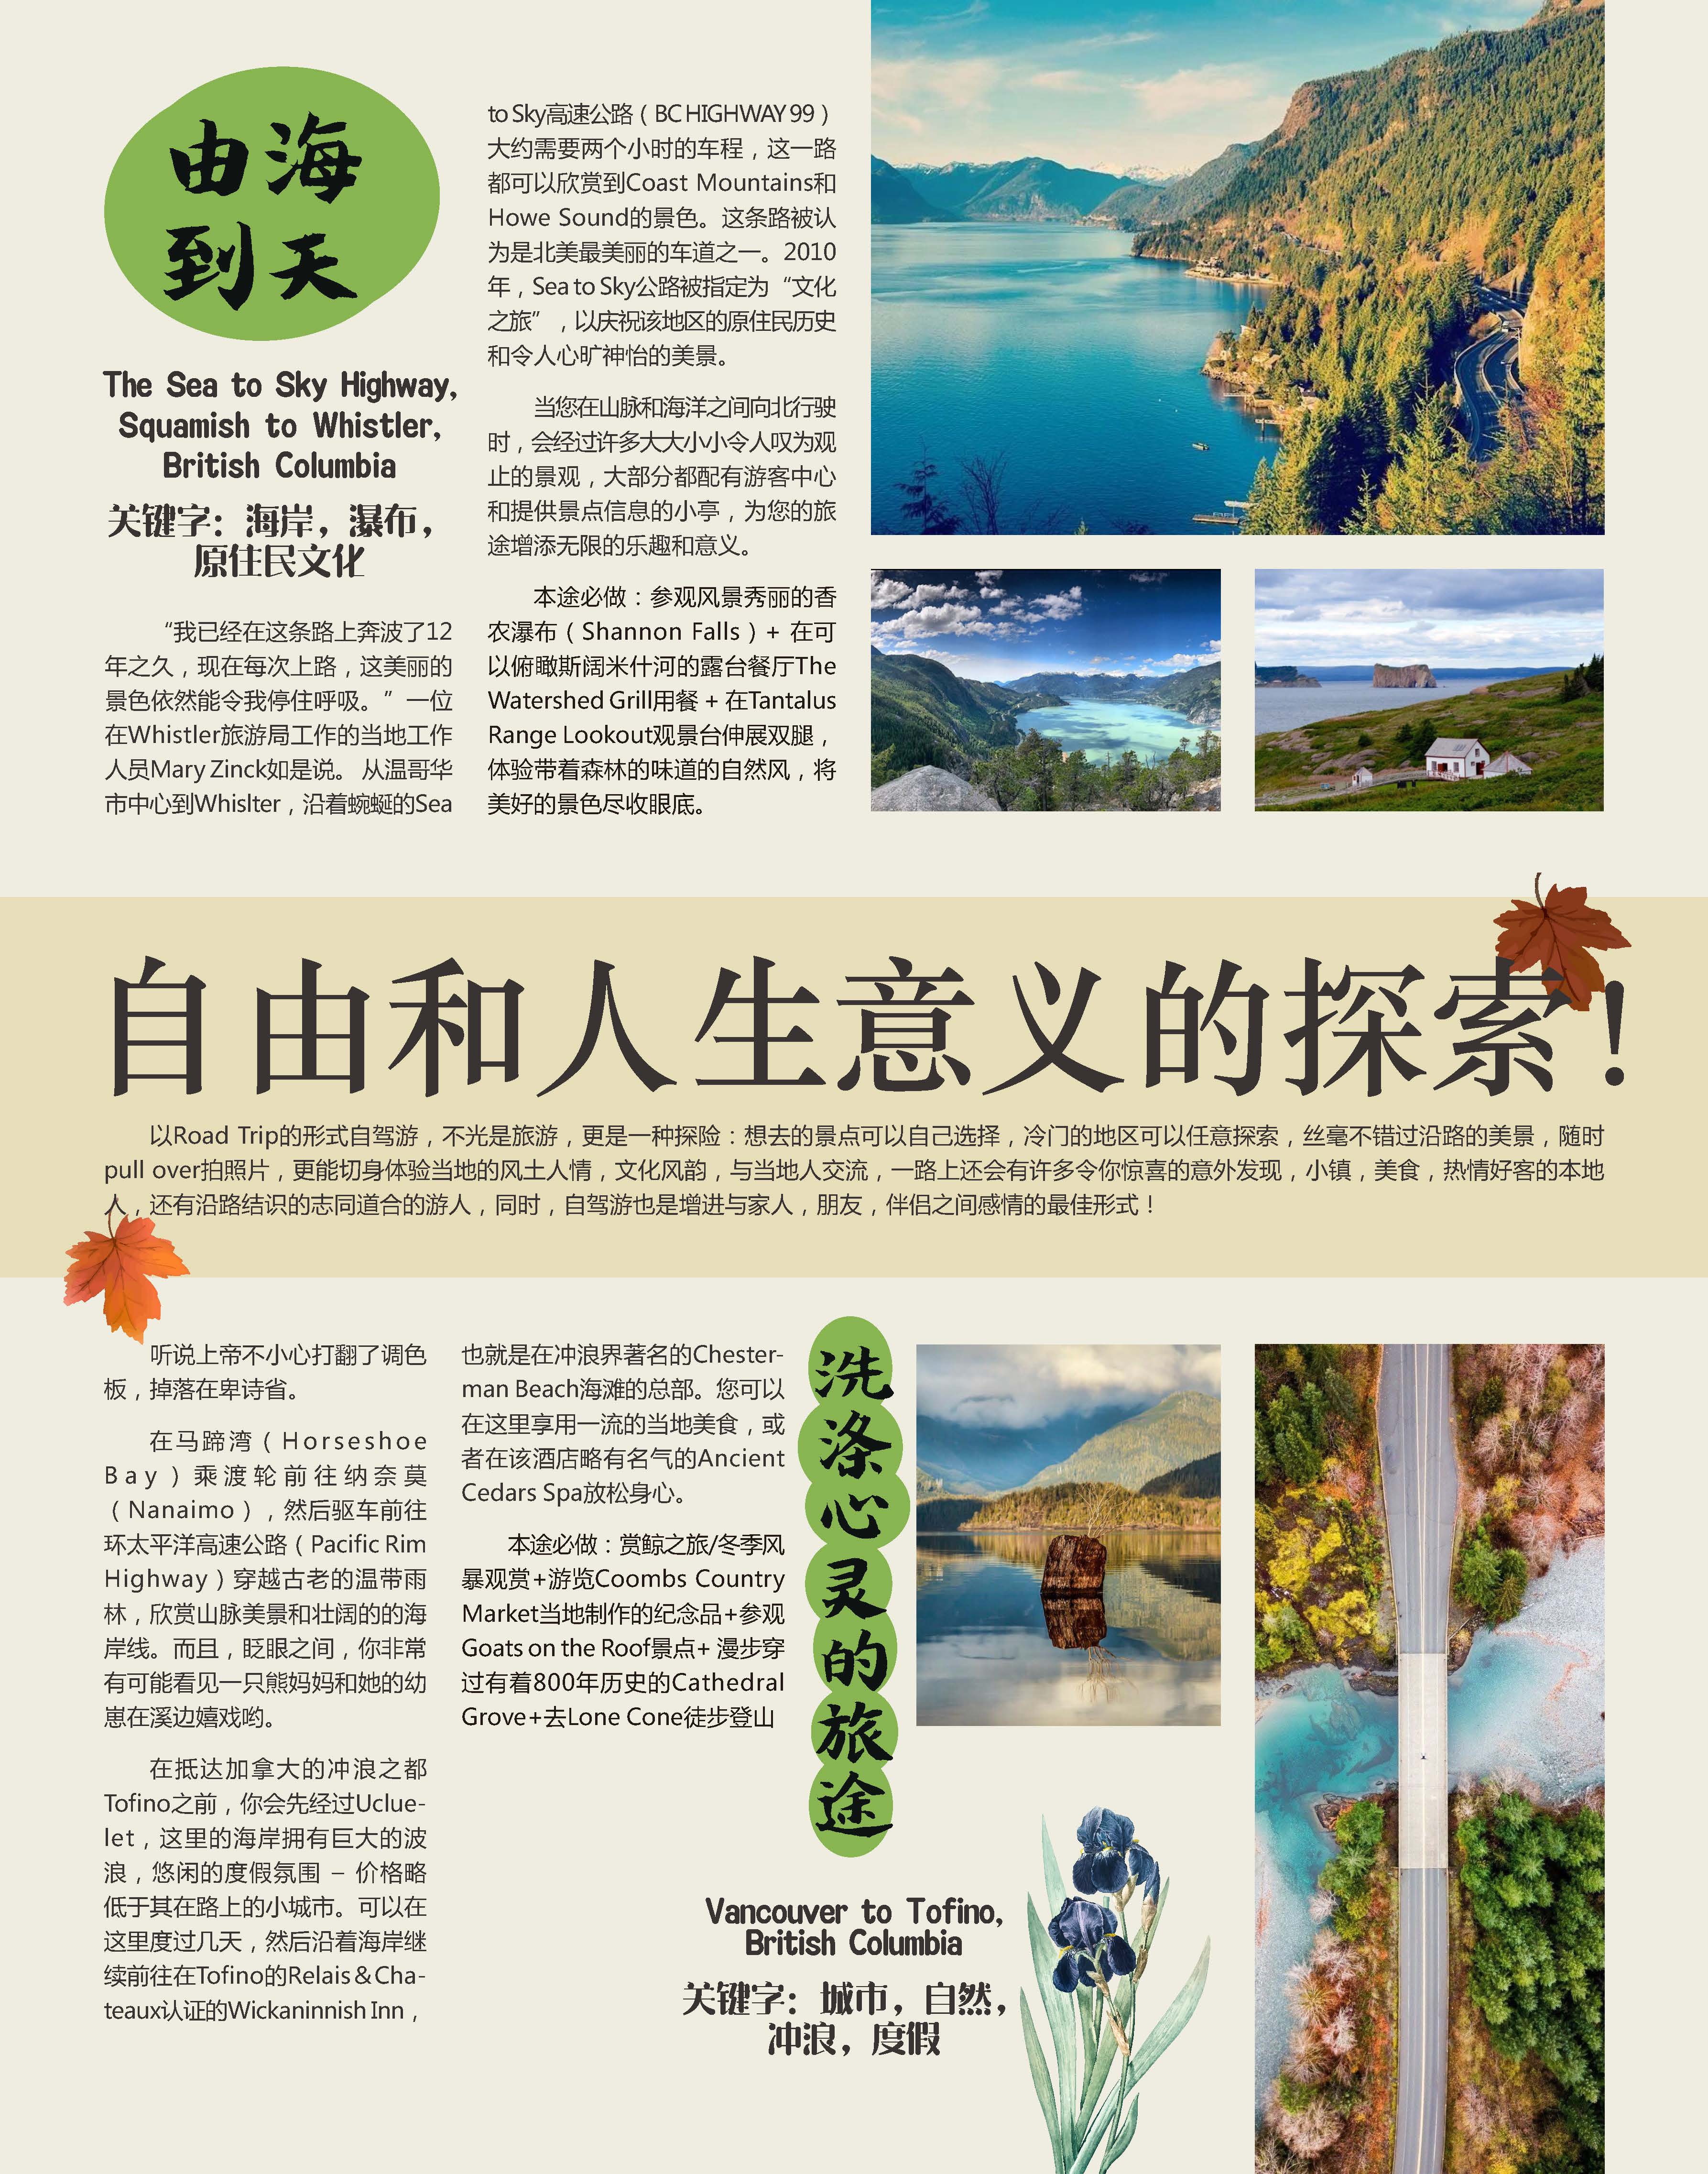 由海
到天
The Sea to Sky Highway,
Squamish to Whistler,
British Columbia
关键字：海岸，瀑布，
原住民文化
“我已经在这条路上奔波了12
年之久，现在每次上路，这美丽的
景色依然能令我停住呼吸。”一位
在Whistler旅游局工作的当地工作
人员Mary Zinck如是说。 从温哥华
市中心到Whislter，沿着蜿蜒的Sea
to Sky高速公路（BC HIGHWAY 99）
大约需要两个小时的车程，这一路
都可以欣赏到Coast Mountains和
Howe Sound的景色。这条路被认
为是北美最美丽的车道之一。2010
年，Sea to Sky公路被指定为“文化
之旅”，以庆祝该地区的原住民历史
和令人心旷神怡的美景。
当您在山脉和海洋之间向北行驶
时，会经过许多大大小小令人叹为观
止的景观，大部分都配有游客中心
和提供景点信息的小亭，为您的旅
途增添无限的乐趣和意义。
本途必做：参观风景秀丽的香
农瀑布（Shannon Falls）+ 在可
以俯瞰斯阔米什河的露台餐厅The
Watershed Grill用餐 + 在Tantalus
Range Lookout观景台伸展双腿，
体验带着森林的味道的自然风，将
美好的景色尽收眼底。
自由和人生意义的探索！
以Road Trip的形式自驾游，不光是旅游，更是一种探险：想去的景点可以自己选择，冷门的地区可以任意探索，丝毫不错过沿路的美景，随时
pull over拍照片，更能切身体验当地的风土人情，文化风韵，与当地人交流，一路上还会有许多令你惊喜的意外发现，小镇，美食，热情好客的本地
人，还有沿路结识的志同道合的游人，同时，自驾游也是增进与家人，朋友，伴侣之间感情的最佳形式！
听说上帝不小心打翻了调色
板，掉落在卑诗省。
在马蹄湾（Horseshoe
Bay）乘渡轮前往纳奈莫
（Nanaimo），然后驱车前往
环太平洋高速公路（Pacific Rim
Highway）穿越古老的温带雨
林，欣赏山脉美景和壮阔的的海
岸线。而且，眨眼之间，你非常
有可能看见一只熊妈妈和她的幼
崽在溪边嬉戏哟。
在抵达加拿大的冲浪之都
Tofino之前，你会先经过Uclue-
let，这里的海岸拥有巨大的波
浪，悠闲的度假氛围 – 价格略
低于其在路上的小城市。可以在
这里度过几天，然后沿着海岸继
续前往在Tofino的Relais＆Cha-
teaux认证的Wickaninnish Inn，
也就是在冲浪界著名的Chester-
man Beach海滩的总部。您可以
在这里享用一流的当地美食，或
者在该酒店略有名气的Ancient
Cedars Spa放松身心。
本途必做：赏鲸之旅/冬季风
暴观赏+游览Coombs Country
Market当地制作的纪念品+参观
Goats on the Roof景点+ 漫步穿
过有着800年历史的Cathedral
Grove+去Lone Cone徒步登山
洗涤心灵的旅途
Vancouver to Tofino,
British Columbia
关键字：城市，自然，
冲浪，度假